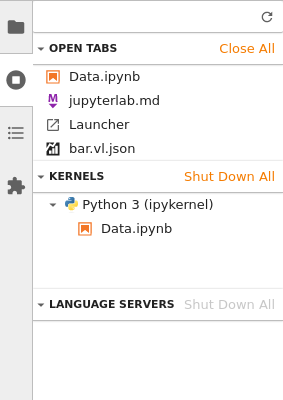 OPEN TABS Close All
Data.ipynb
jupyterlab.md
Launcher
bar.vl.json
KERNELS Shut Down All
Python 3 (ipykernel)
Data.ipynb
LANGUAGE SERVERS Shut Down All